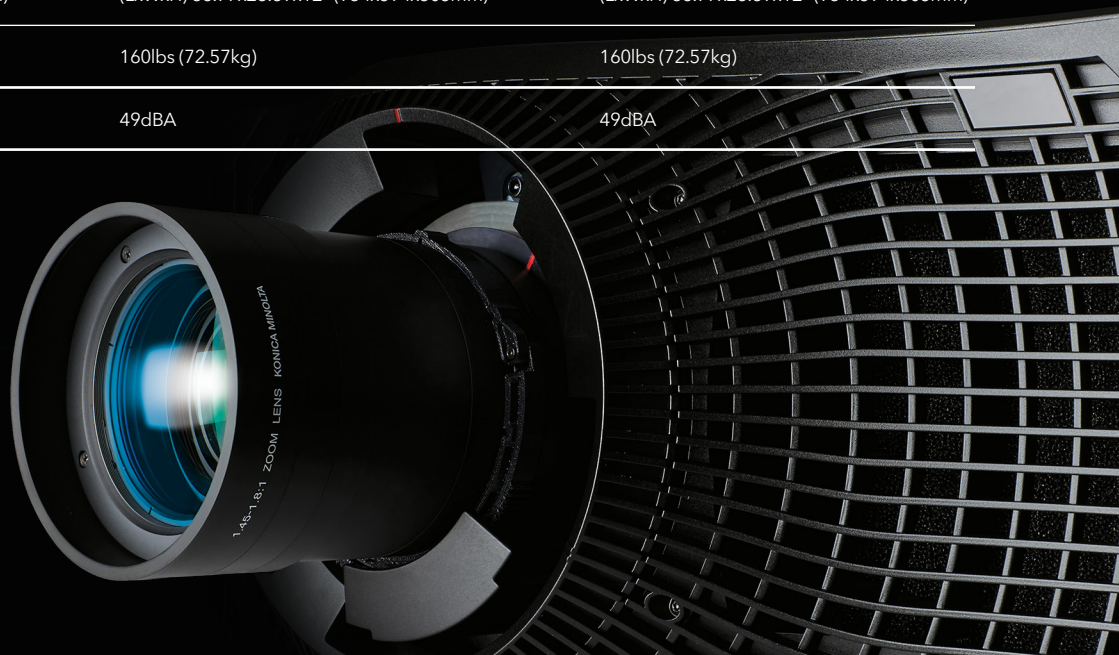 160lbs (72.57kg) 160lbs (72.57kg)
49dBA 49dBA
1.45-1.8:1 ZOOM LENS KONICA MINOLTA